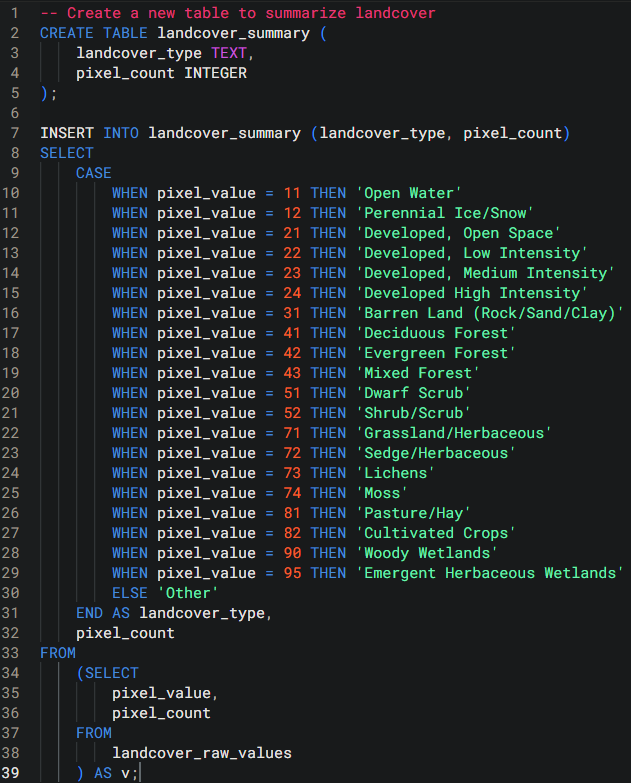 1 -- Create a new table to summarize landcover
2 CREATE TABLE landcover_summary (
3     landcover_type TEXT,
4     pixel_count INTEGER
5 );
6
7 INSERT INTO landcover_summary (landcover_type, pixel_count)
8 SELECT
9     CASE
10         WHEN pixel_value = 11 THEN 'Open Water'
11         WHEN pixel_value = 12 THEN 'Perennial Ice/Snow'
12         WHEN pixel_value = 21 THEN 'Developed, Open Space'
13         WHEN pixel_value = 22 THEN 'Developed, Low Intensity'
14         WHEN pixel_value = 23 THEN 'Developed, Medium Intensity'
15         WHEN pixel_value = 24 THEN 'Developed High Intensity'
16         WHEN pixel_value = 31 THEN 'Barren Land (Rock/Sand/Clay)'
17         WHEN pixel_value = 41 THEN 'Deciduous Forest'
18         WHEN pixel_value = 42 THEN 'Evergreen Forest'
19         WHEN pixel_value = 43 THEN 'Mixed Forest'
20         WHEN pixel_value = 51 THEN 'Dwarf Scrub'
21         WHEN pixel_value = 52 THEN 'Shrub/Scrub'
22         WHEN pixel_value = 71 THEN 'Grassland/Herbaceous'
23         WHEN pixel_value = 72 THEN 'Sedge/Herbaceous'
24         WHEN pixel_value = 73 THEN 'Lichens'
25         WHEN pixel_value = 74 THEN 'Moss'
26         WHEN pixel_value = 81 THEN 'Pasture/Hay'
27         WHEN pixel_value = 82 THEN 'Cultivated Crops'
28         WHEN pixel_value = 90 THEN 'Woody Wetlands'
29         WHEN pixel_value = 95 THEN 'Emergent Herbaceous Wetlands'
30         ELSE 'Other'
31     END AS landcover_type,
32     pixel_count
33 FROM
34     (SELECT
35         pixel_value,
36         pixel_count
37     FROM
38         landcover_raw_values
39     ) AS v;